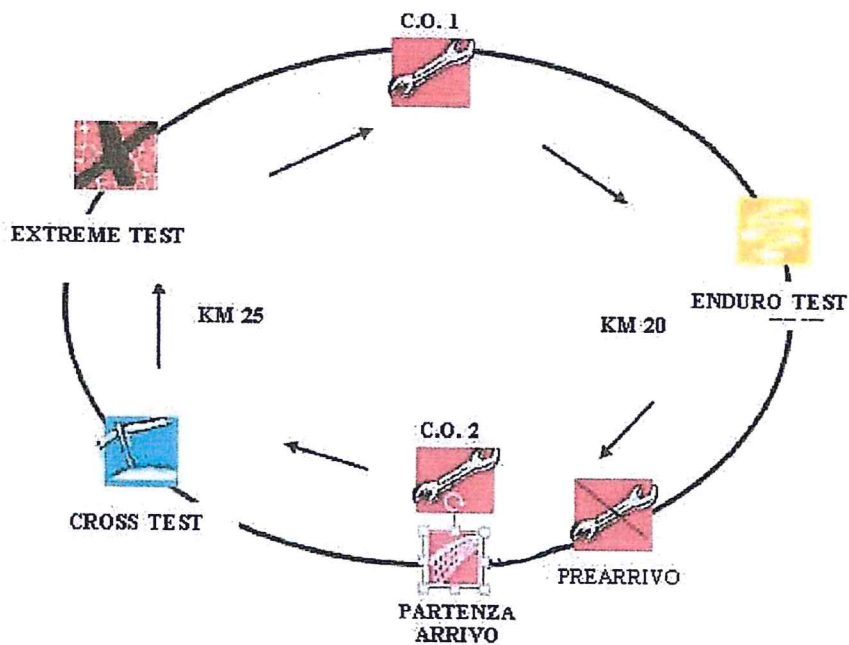 C.O. 1
EXTREME TEST
ENDURO TEST
KM 25
KM 20
C.O. 2
CROSS TEST
PREARRIVO
PARTENZA
ARRIVO